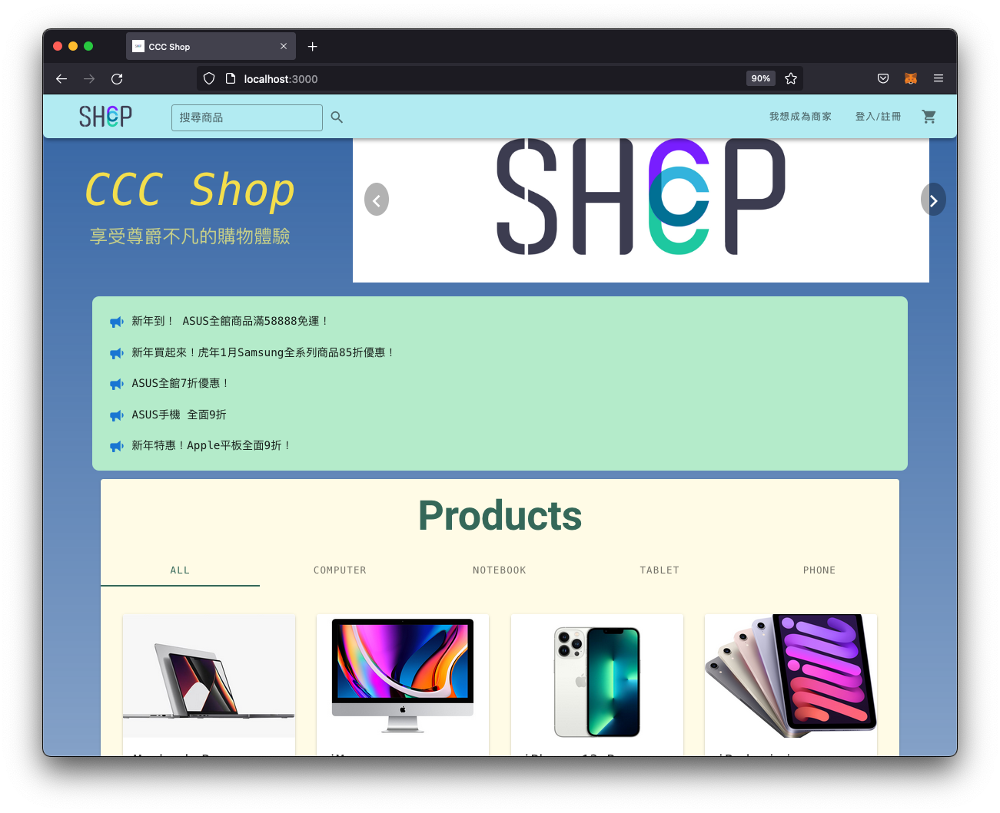 CCC Shop
localhost:3000
90%
SHCP
搜尋商品
我想成為商家
登入/註冊
CCC Shop
享受尊爵不凡的購物體驗
SHCP
新年到! ASUS全館商品滿58888免運!
新年買起來!虎年1月Samsung全系列商品85折優惠!
ASUS全館7折優惠!
ASUS手機 全面9折
新年特惠!Apple平板全面9折!
Products
ALL
COMPUTER
NOTEBOOK
TABLET
PHONE